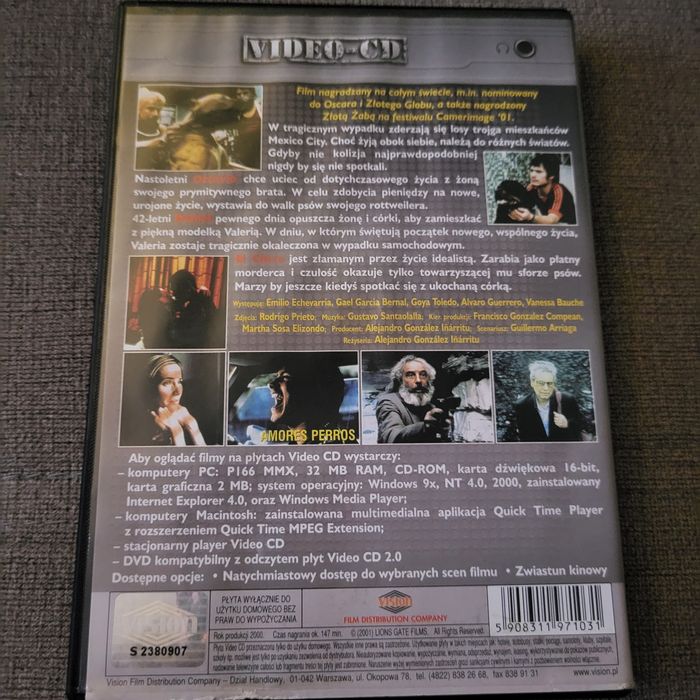 VIDEO-CD
Film nagradzany na całym świecie, m.in. nominowany
do Oscara i Złotego Globu, a także nagrodzony
Złotą Żabą na festiwalu Camerimage '01.
W tragicznym wypadku zderzają się losy trojga mieszkańców
Mexico City. Choć żyją obok siebie, należą do różnych światów.
Gdyby nie kolizja najprawdopodobniej
nigdy by się nie spotkali.
Nastoletni Octavio chce uciec od dotychczasowego życia z żoną
swojego prymitywnego brata. W celu zdobycia pieniędzy na nowe,
urojone życie, wystawia do walk psów swojego rottweilera.
42-letni pewnego dnia opuszcza żonę i córki, aby zamieszkać
z piękną modelką Valerią. W dniu, w którym świętują początek nowego, wspólnego życia,
Valeria zostaje tragicznie okaleczona w wypadku samochodowym.
El Chivo jest złamanym przez życie idealistą. Zarabia jako płatny
morderca i czułość okazuje tylko towarzyszącej mu sforze psów.
Marzy by jeszcze kiedyś spotkać się z ukochaną córką.
Występują: Emilio Echevarria, Gael Garcia Bernal, Goya Toledo, Alvaro Guerrero, Vanessa Bauche
Zdjęcia: Rodrigo Prieto, Muzyka: Gustavo Santaolalla, Kier. produkcji: Francisco Gonzalez Compean,
Martha Sosa Elizondo, Producent: Alejandro González Iñárritu, Scenariusz: Guillermo Arriaga
Reżyseria: Alejandro González Iñárritu
AMORES PERROS
Aby oglądać filmy na płytach Video CD wystarczy:
– komputery PC: P166 MMX, 32 MB RAM, CD-ROM, karta dźwiękowa 16-bit,
karta graficzna 2 MB; system operacyjny: Windows 9x, NT 4.0, 2000, zainstalowany
Internet Explorer 4.0, oraz Windows Media Player;
– komputery Macintosh: zainstalowana multimedialna aplikacja Quick Time Player
z rozszerzeniem Quick Time MPEG Extension;
– stacjonarny player Video CD
– DVD kompatybilny z odczytem płyt Video CD 2.0
Dostępne opcje: • Natychmiastowy dostęp do wybranych scen filmu • Zwiastun kinowy
VISION
S 2380907
PŁYTA WYŁĄCZNIE DO
UŻYTKU DOMOWEGO BEZ
PRAW DO WYPOŻYCZANIA
VISION
FILM DISTRIBUTION COMPANY
5 908311 971031
Rok produkcji 2000. Czas nagrania ok. 147 min. © (2001) LIONS GATE FILMS. All Rights Reserved.
Vision Film Distribution Company – Dział Handlowy, 01-042 Warszawa, ul. Okopowa 78, tel. (4822) 838 26 68, fax 838 91 31 www.vision.pl